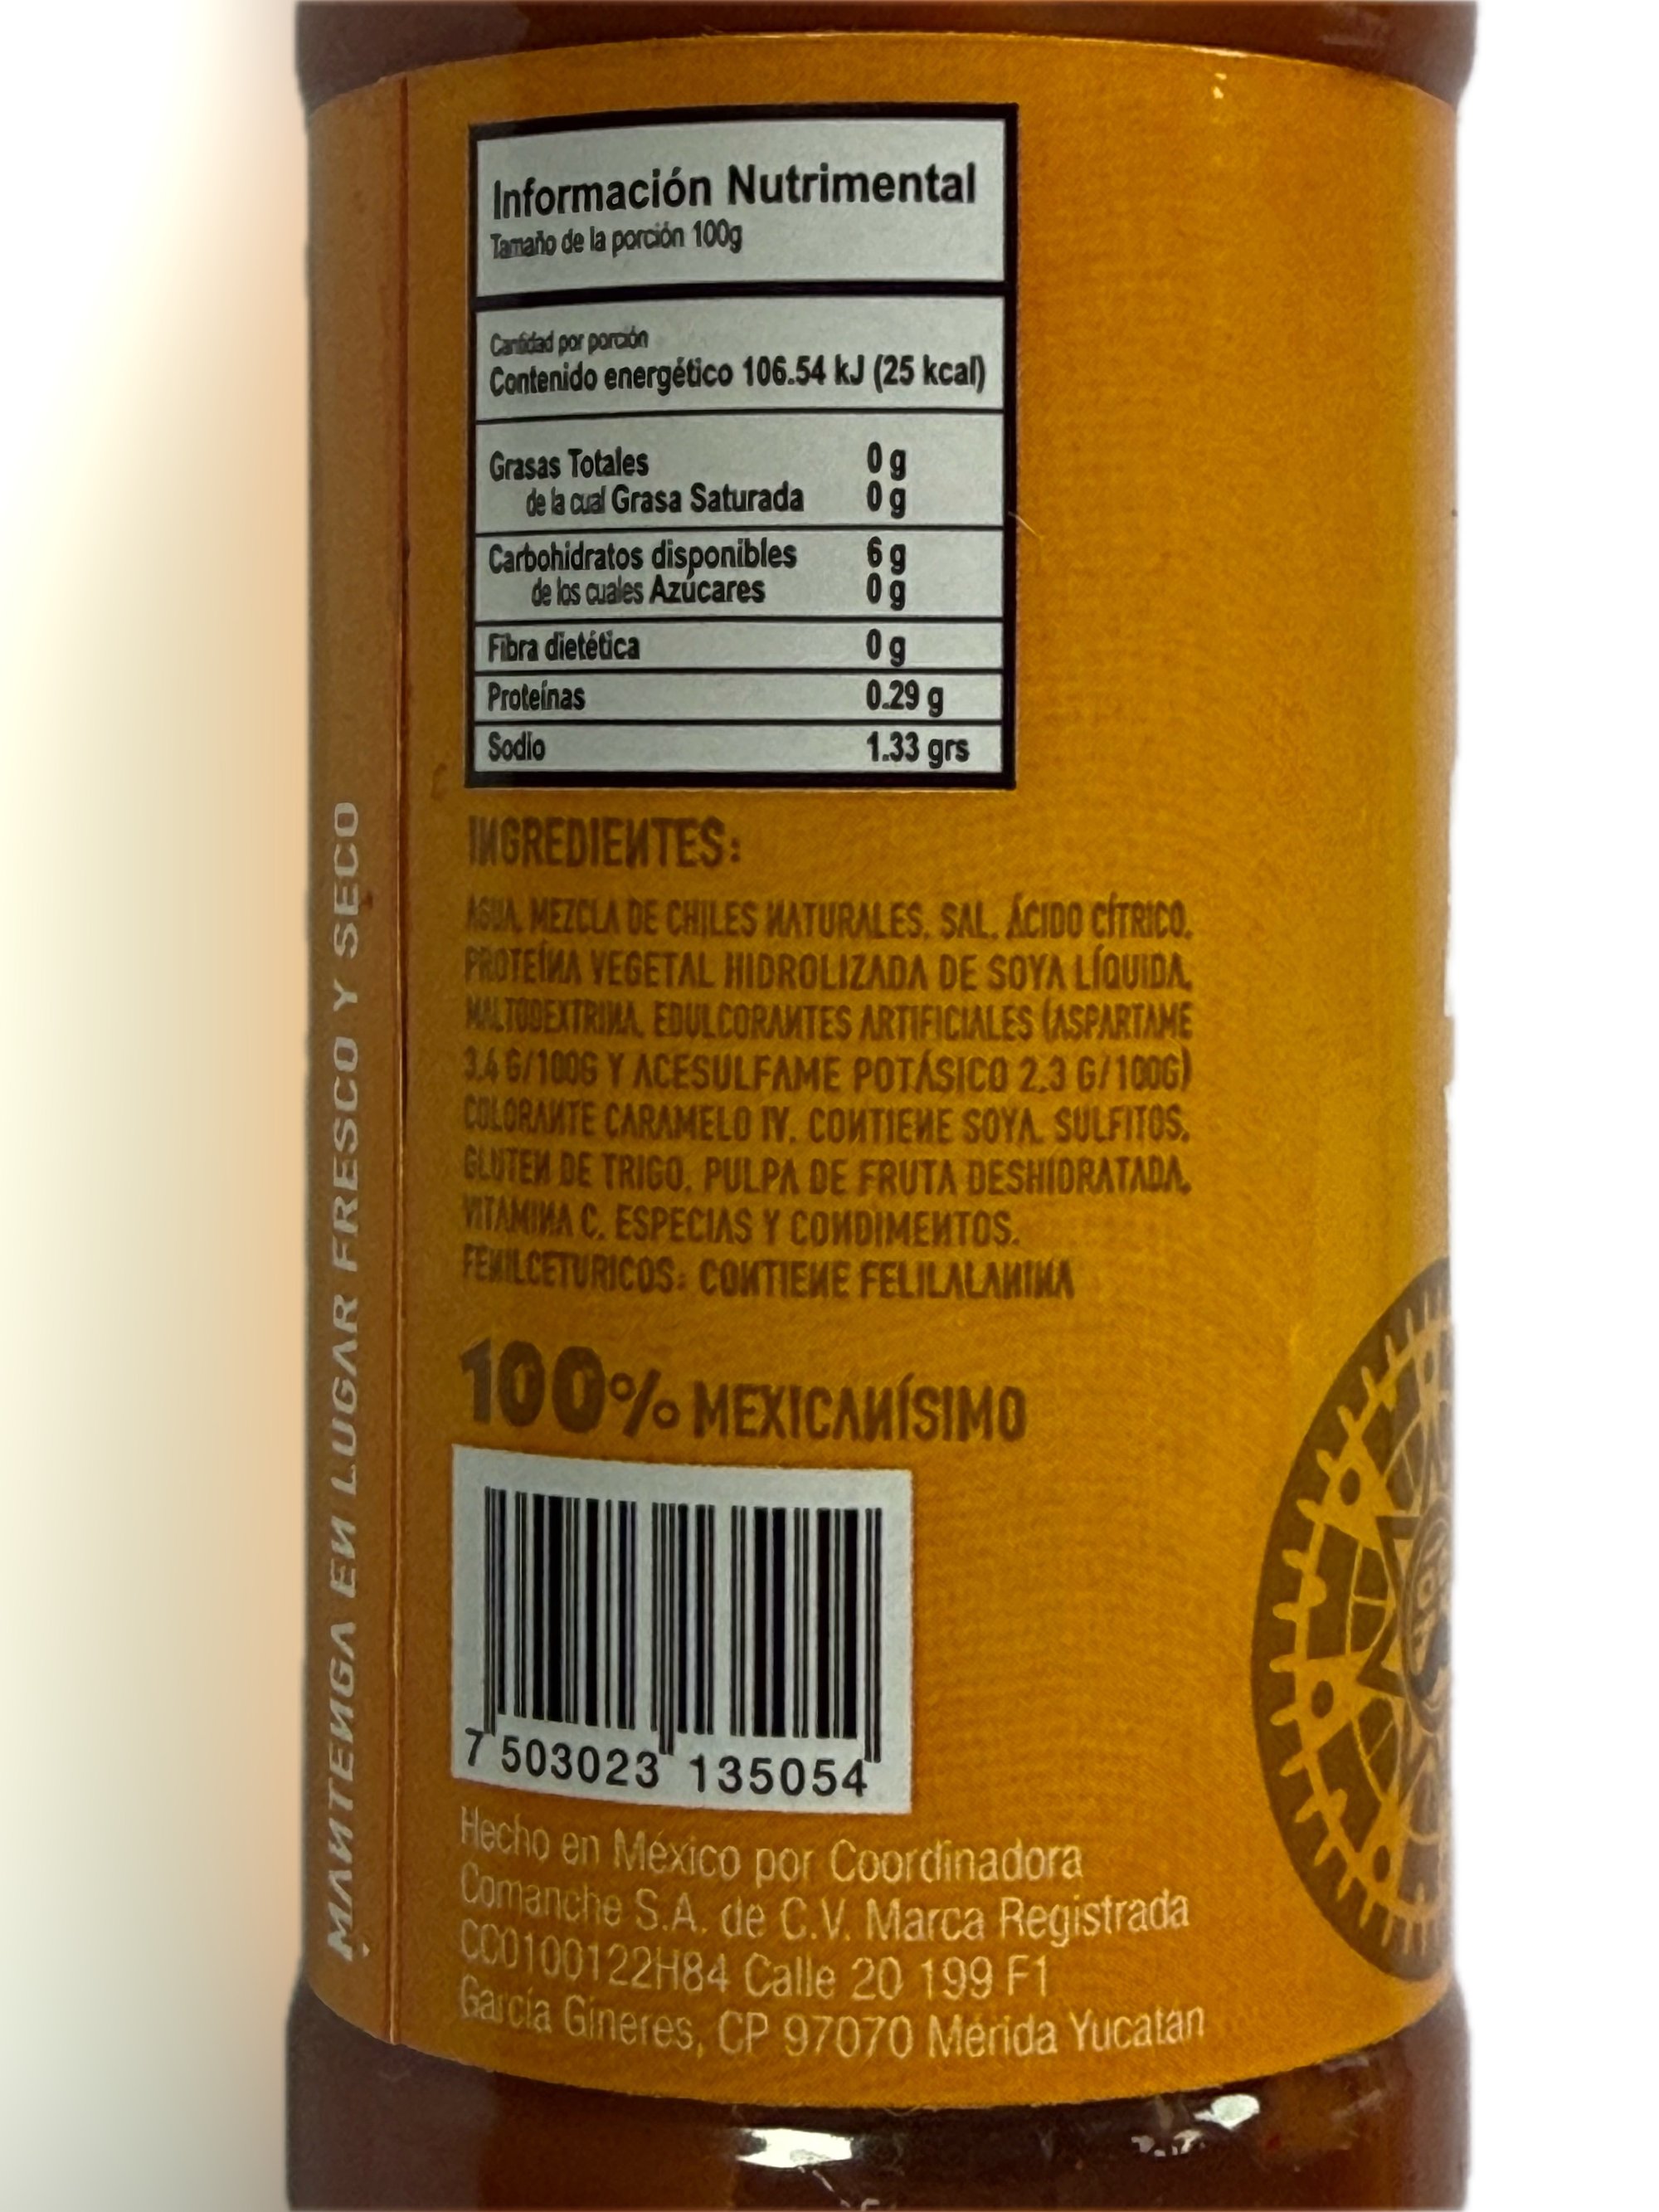 Información Nutrimental
Tamaño de la porción 100g
Cantidad por porción
Contenido energético 106.54 kJ (25 kcal)
Grasas Totales 0 g
de la cual Grasa Saturada 0 g
Carbohidratos disponibles 6 g
de los cuales Azúcares 0 g
Fibra dietética 0 g
Proteínas 0.29 g
Sodio 1.33 grs
INGREDIENTES:
AGUA, MEZCLA DE CHILES NATURALES, SAL, ÁCIDO CÍTRICO,
PROTEÍNA VEGETAL HIDROLIZADA DE SOYA LÍQUIDA,
MALTODEXTRINA, EDULCORANTES ARTIFICIALES (ASPARTAME
3.4 G/100G Y ACESULFAME POTÁSICO 2.3 G/100G)
COLORANTE CARAMELO IV. CONTIENE SOYA, SULFITOS,
GLUTEN DE TRIGO, PULPA DE FRUTA DESHIDRATADA,
VITAMINA C, ESPECIAS Y CONDIMENTOS.
FENILCETURICOS: CONTIENE FELILALANINA
100% MEXICANÍSIMO
7 503023 135054
Hecho en México por Coordinadora
Comanche S.A. de C.V. Marca Registrada
CCO100122H84 Calle 20 199 F1
García Gineres, CP 97070 Mérida Yucatán
MANTENGA EN LUGAR FRESCO Y SECO